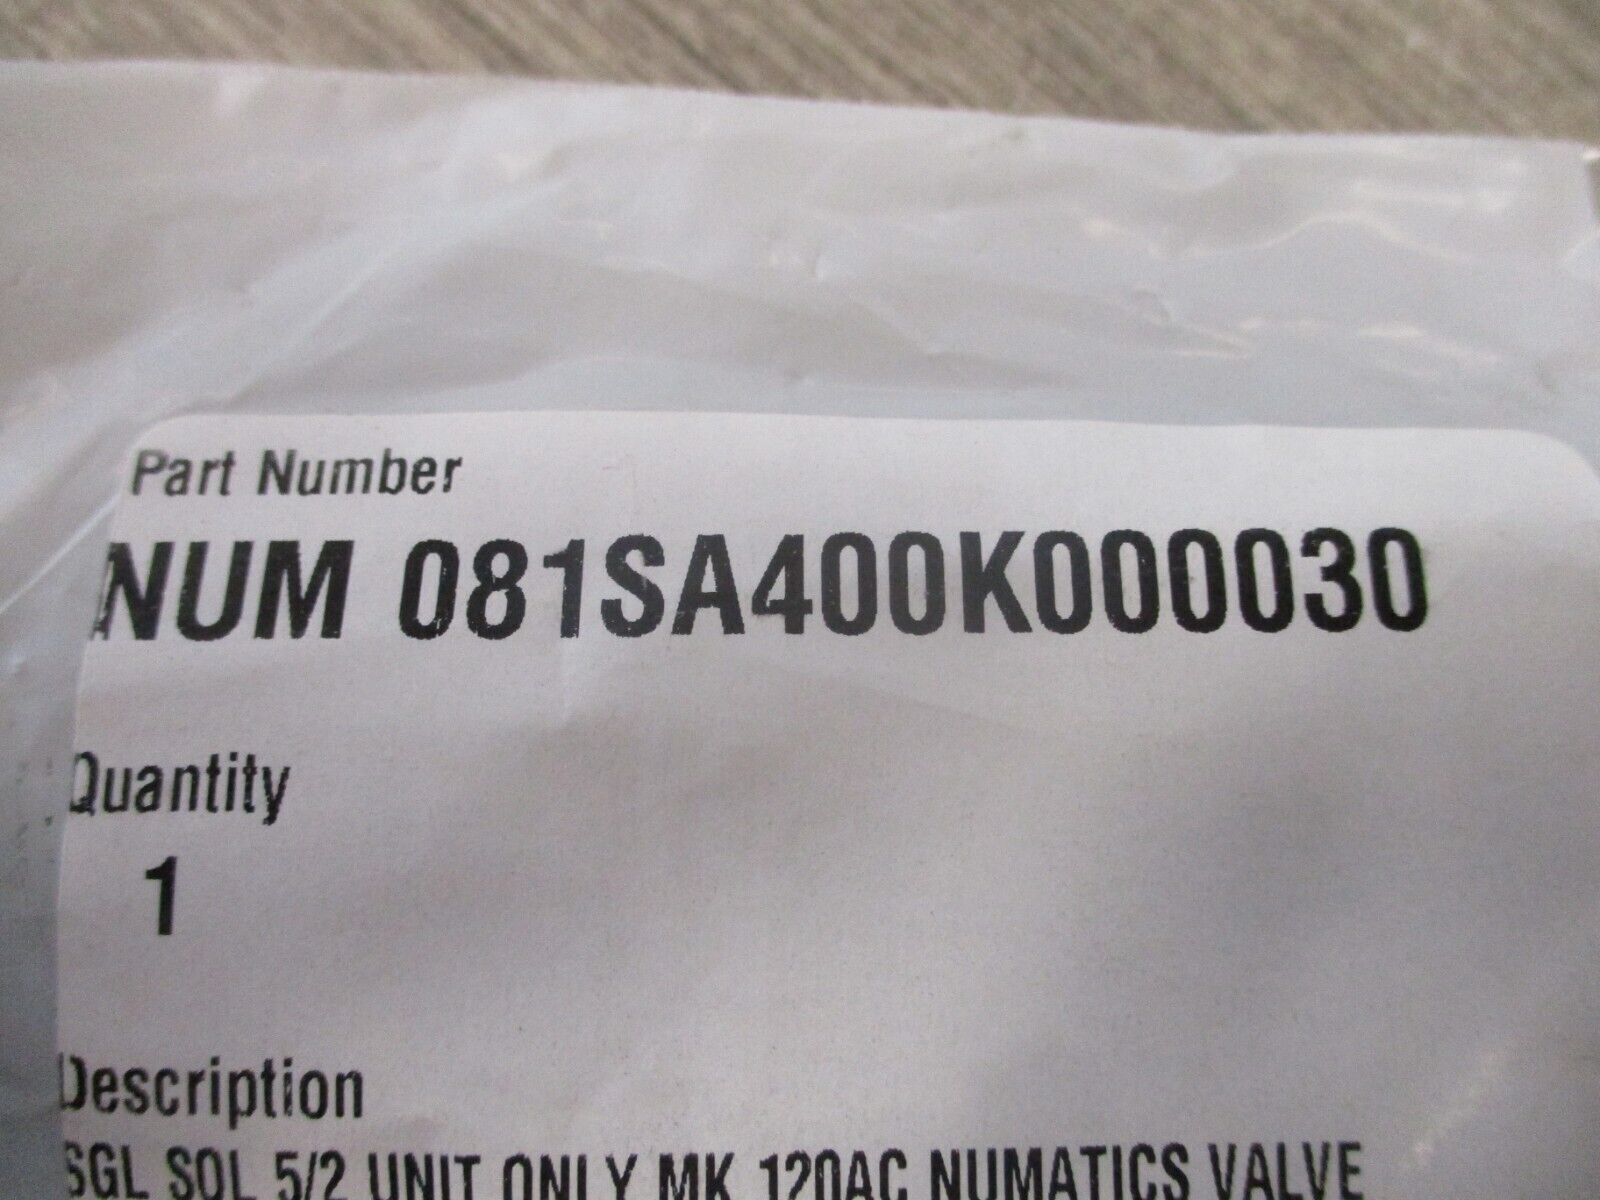 Part Number
NUM 081SA400K000030
Quantity
1
Description
SGL SOL 5/2 UNIT ONLY MK 120AC NUMATICS VALVE